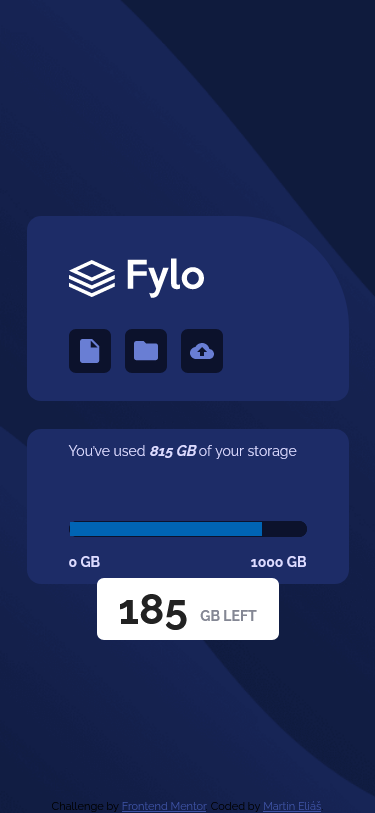 Fylo
You've used 815 GB of your storage
0 GB 1000 GB
185 GB LEFT
Challenge by Frontend Mentor. Coded by Martin Eliáš